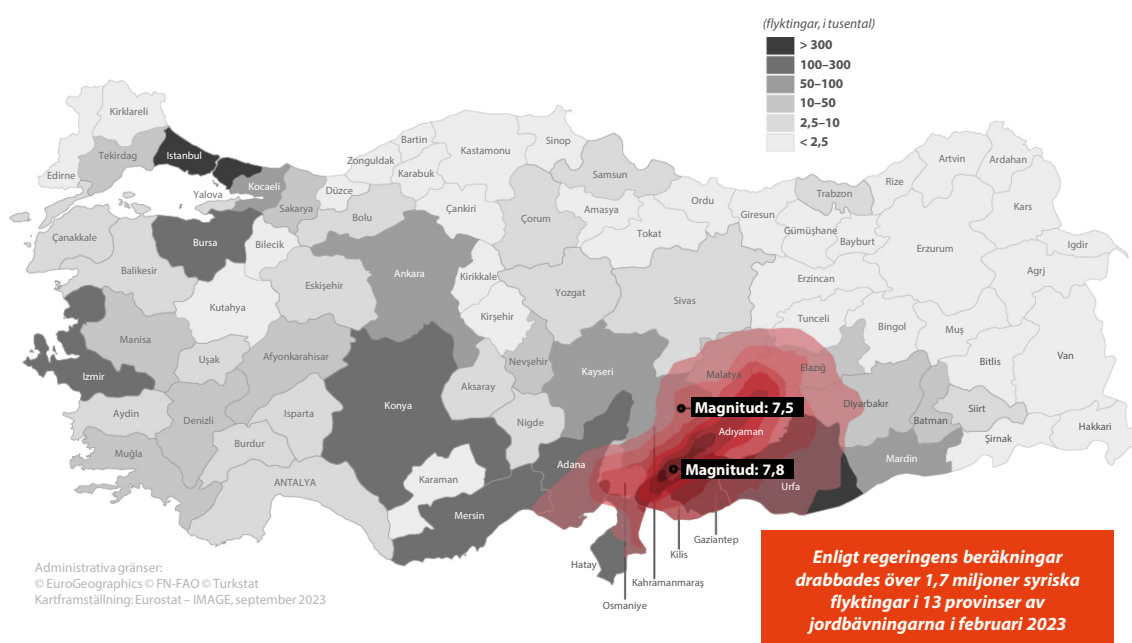 (flyktingar, i tusental)
> 300
100–300
50–100
10–50
2,5–10
< 2,5
Kirklareli
Edirne
Tekirdag
Istanbul
Yalova
Kocaeli
Sakarya
Düzce
Zonguldak
Bartin
Karabuk
Kastamonu
Sinop
Samsun
Çankiri
Bolu
Çorum
Amasya
Tokat
Ordu
Giresun
Trabzon
Gümüşhane
Bayburt
Rize
Artvin
Ardahan
Kars
Igdir
Agrj
Erzurum
Erzincan
Çanakkale
Balikesir
Bursa
Bilecik
Kutahya
Eskişehir
Ankara
Kirikkale
Kirşehir
Yozgat
Sivas
Tunceli
Bingol
Muş
Bitlis
Van
Hakkari
Izmir
Manisa
Uşak
Afyonkarahisar
Konya
Aksaray
Nevşehir
Kayseri
Malatya
Elazığ
Diyarbakır
Batman
Siirt
Şirnak
Mardin
Aydin
Denizli
Isparta
Burdur
Muğla
ANTALYA
Karaman
Nigde
Mersin
Adana
Magnitud: 7,5
Adıyaman
Magnitud: 7,8
Urfa
Gaziantep
Kilis
Hatay
Kahramanmaraş
Osmaniye
Administrativa gränser:
© EuroGeographics © FN-FAO © Turkstat
Kartframställning: Eurostat – IMAGE, september 2023
Enligt regeringens beräkningar
drabbades över 1,7 miljoner syriska
flyktingar i 13 provinser av
jordbävningarna i februari 2023